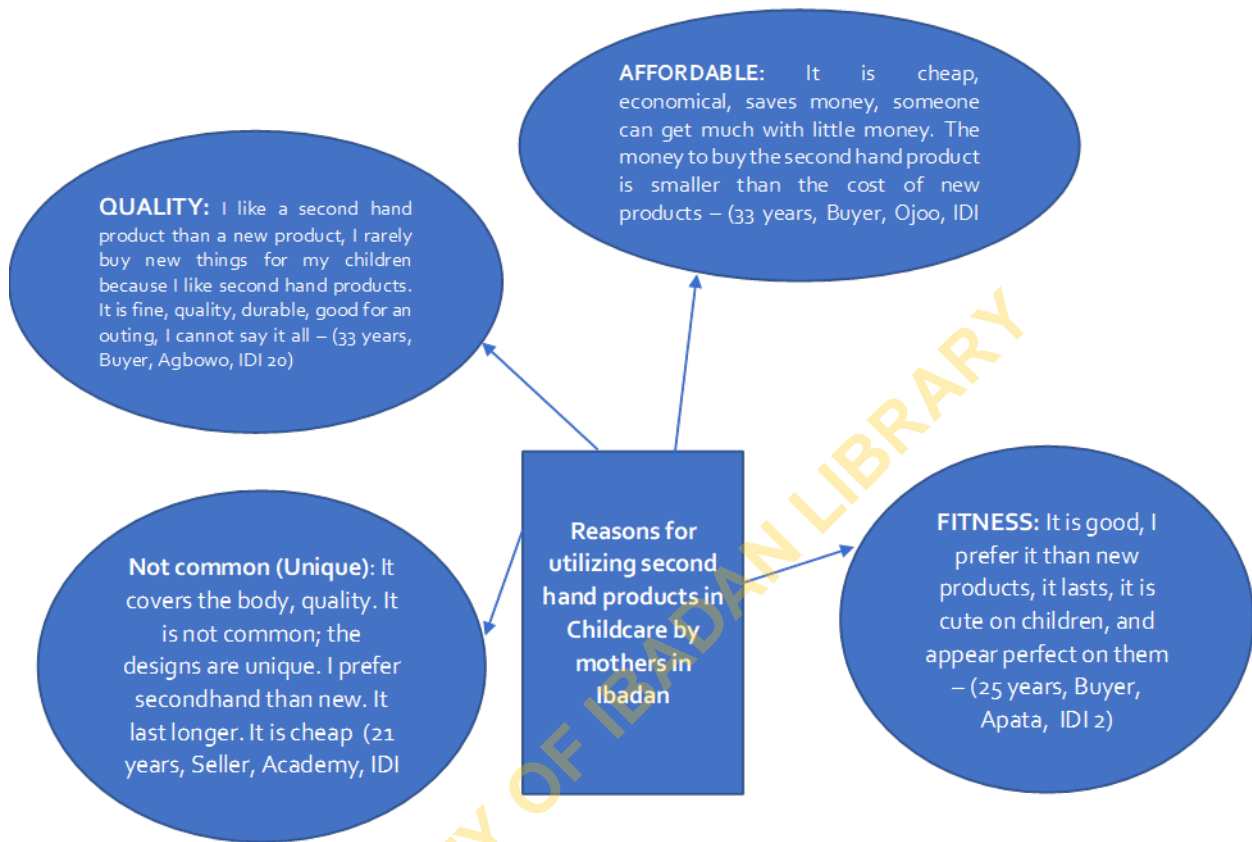 AFFORDABLE: It is cheap,
economical, saves money, someone
can get much with little money. The
money to buy the second hand product
is smaller than the cost of new
products – (33 years, Buyer, Ojoo, IDI
QUALITY: I like a second hand
product than a new product, I rarely
buy new things for my children
because I like second hand products.
It is fine, quality, durable, good for an
outing, I cannot say it all – (33 years,
Buyer, Agbowo, IDI 20)
Reasons for
utilizing second
hand products in
Childcare by
mothers in
Ibadan
Not common (Unique): It
covers the body, quality. It
is not common; the
designs are unique. I prefer
secondhand than new. It
last longer. It is cheap (21
years, Seller, Academy, IDI
FITNESS: It is good, I
prefer it than new
products, it lasts, it is
cute on children, and
appear perfect on them
– (25 years, Buyer,
Apata, IDI 2)
TY OF IBADAN LIBRARY